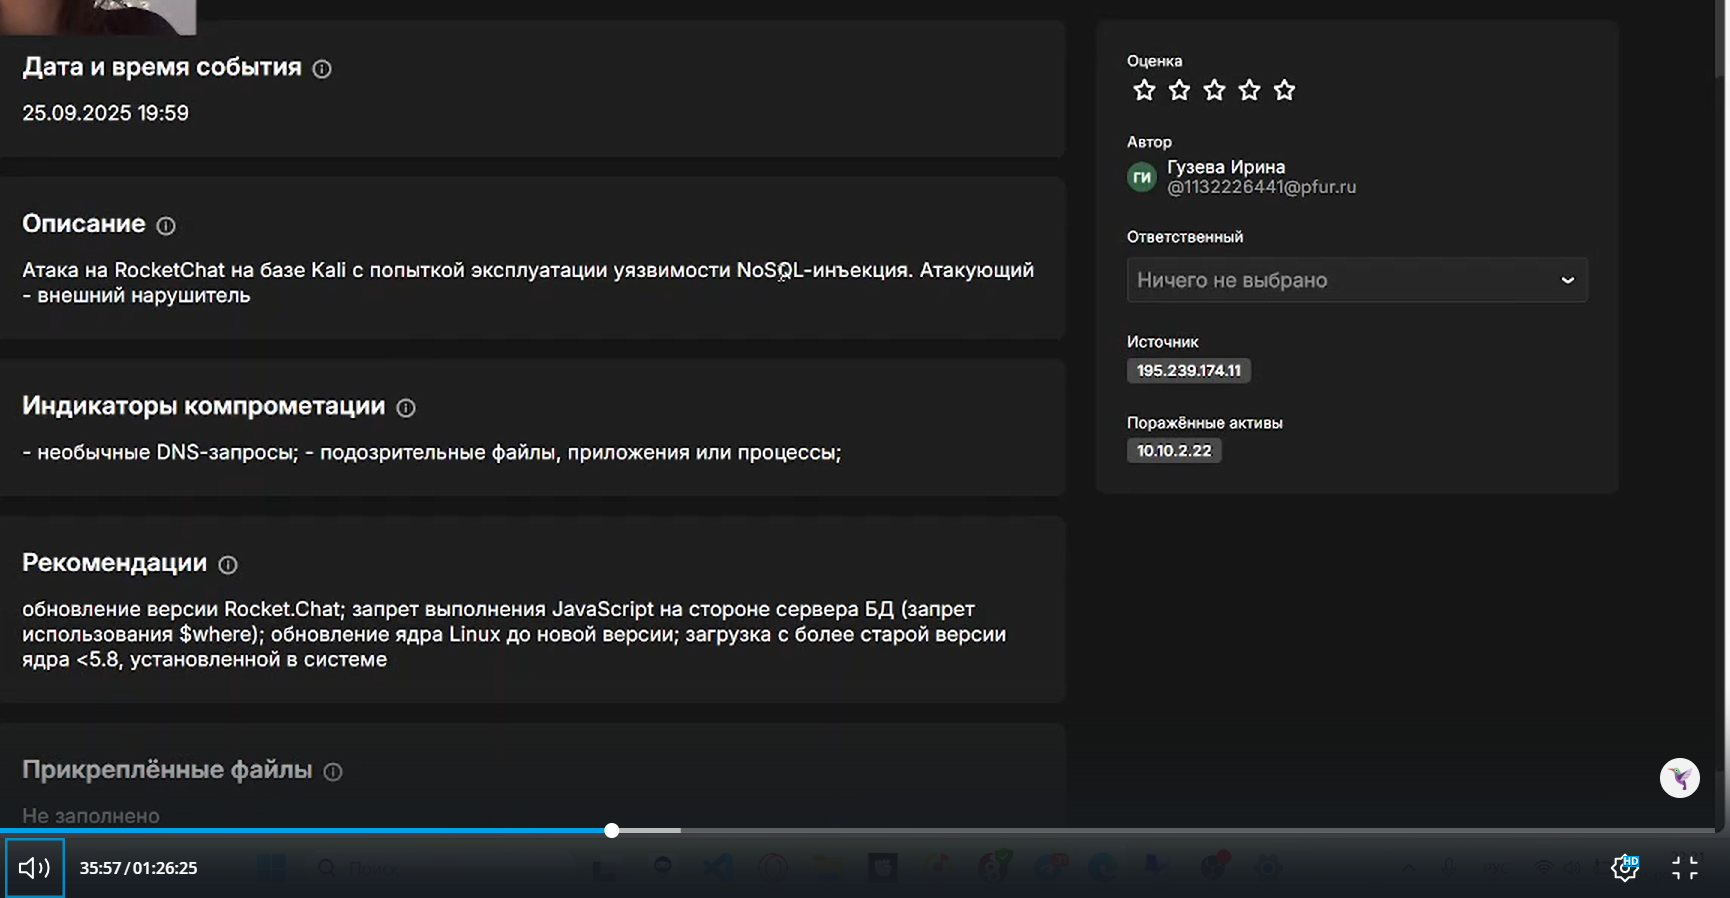 Дата и время события
25.09.2025 19:59
Описание
Атака на RocketChat на базе Kali с попыткой эксплуатации уязвимости NoSQL-инъекция. Атакующий
- внешний нарушитель
Индикаторы компрометации
- необычные DNS-запросы; - подозрительные файлы, приложения или процессы;
Рекомендации
обновление версии Rocket.Chat; запрет выполнения JavaScript на стороне сервера БД (запрет
использования $where); обновление ядра Linux до новой версии; загрузка с более старой версии
ядра <5.8, установленной в системе
Прикреплённые файлы
Не заполнено
Оценка
Автор
ГИ
Гузева Ирина
@1132226441@pfur.ru
Ответственный
Ничего не выбрано
Источник
195.239.174.11
Поражённые активы
10.10.2.22
35:57/01:26:25
Поиск
HD